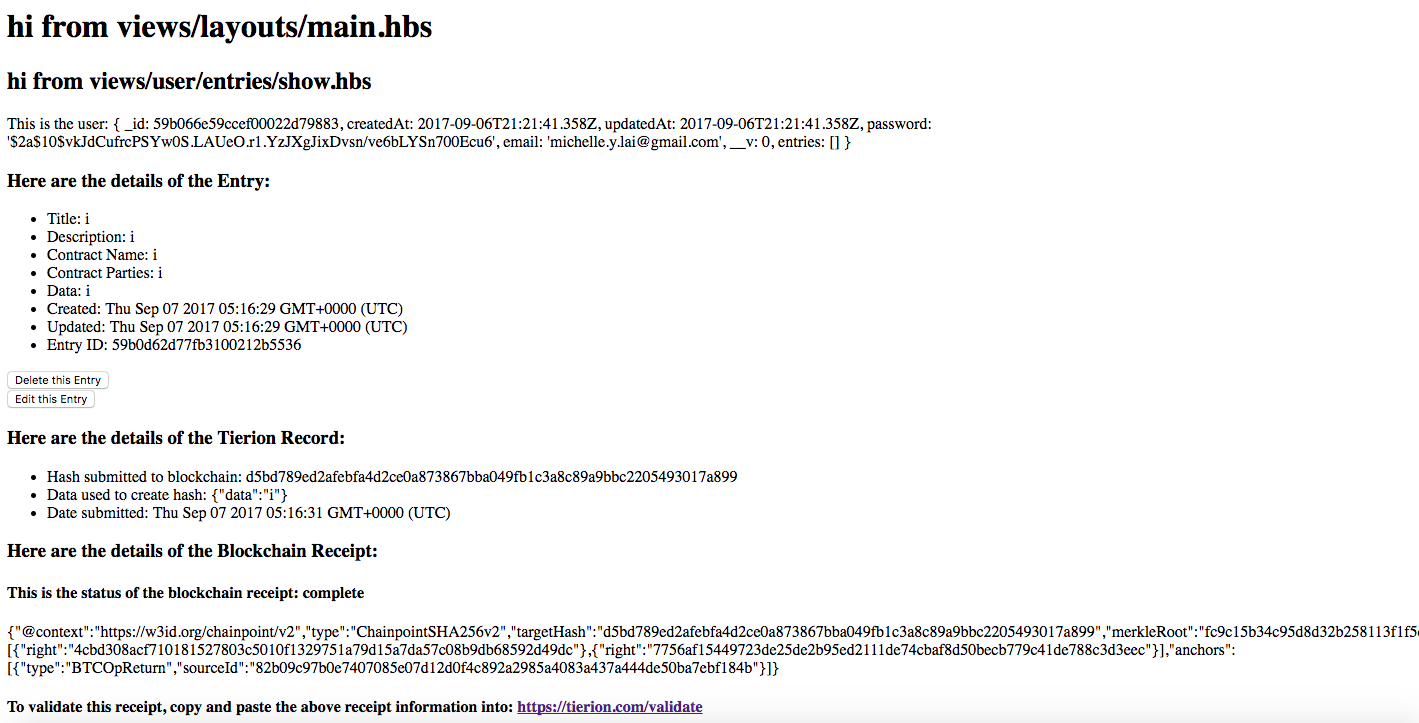 hi from views/layouts/main.hbs
hi from views/user/entries/show.hbs
This is the user: { _id: 59b066e59ccef00022d79883, createdAt: 2017-09-06T21:21:41.358Z, updatedAt: 2017-09-06T21:21:41.358Z, password:
'$2a$10$vkJdCufrcPSYw0S.LAUeO.r1.YzJXgJixDvsn/ve6bLYSn700Ecu6', email: 'michelle.y.lai@gmail.com', __v: 0, entries: [] }
Here are the details of the Entry:
• Title: i
• Description: i
• Contract Name: i
• Contract Parties: i
• Data: i
• Created: Thu Sep 07 2017 05:16:29 GMT+0000 (UTC)
• Updated: Thu Sep 07 2017 05:16:29 GMT+0000 (UTC)
• Entry ID: 59b0d62d77fb3100212b5536
Delete this Entry
Edit this Entry
Here are the details of the Tierion Record:
• Hash submitted to blockchain: d5bd789ed2afebfa4d2ce0a873867bba049fb1c3a8c89a9bbc2205493017a899
• Data used to create hash: {"data":"i"}
• Date submitted: Thu Sep 07 2017 05:16:31 GMT+0000 (UTC)
Here are the details of the Blockchain Receipt:
This is the status of the blockchain receipt: complete
{"@context":"https://w3id.org/chainpoint/v2","type":"ChainpointSHA256v2","targetHash":"d5bd789ed2afebfa4d2ce0a873867bba049fb1c3a8c89a9bbc2205493017a899","merkleRoot":"fc9c15b34c95d8d32b258113f1f5
[{"right":"4cbd308acf710181527803c5010f1329751a79d15a7da57c08b9db68592d49dc"},{"right":"7756af15449723de25de2b95ed2111de74cbaf8d50becb779c41de788c3d3eec"}],"anchors":
[{"type":"BTCOpReturn","sourceId":"82b09c97b0e7407085e07d12d0f4c892a2985a4083a437a444de50ba7ebf184b"}]}
To validate this receipt, copy and paste the above receipt information into: https://tierion.com/validate